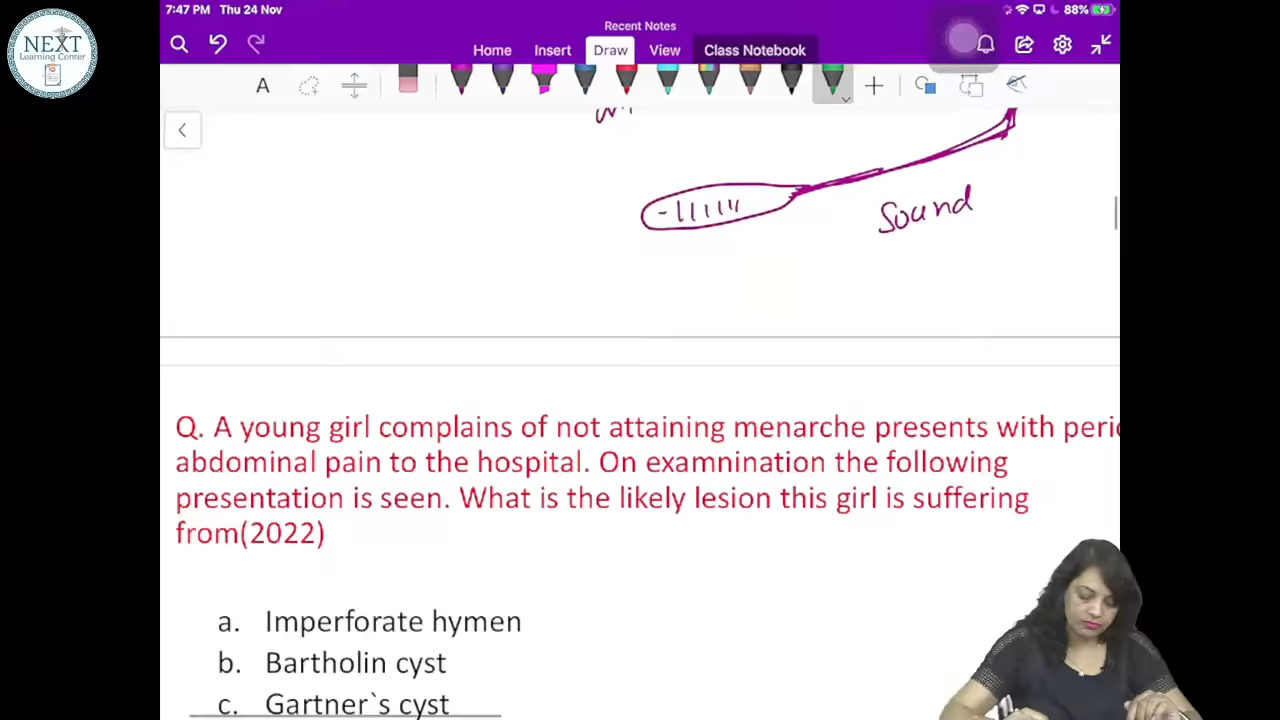 7:47 PM Thu 24 Nov
88%
NEXT
Learning Center
Recent Notes
Home Insert Draw View Class Notebook
A
Sound
Q. A young girl complains of not attaining menarche presents with
abdominal pain to the hospital. On examnination the following
presentation is seen. What is the likely lesion this girl is suffering
from(2022)
a. Imperforate hymen
b. Bartholin cyst
c. Gartner`s cyst